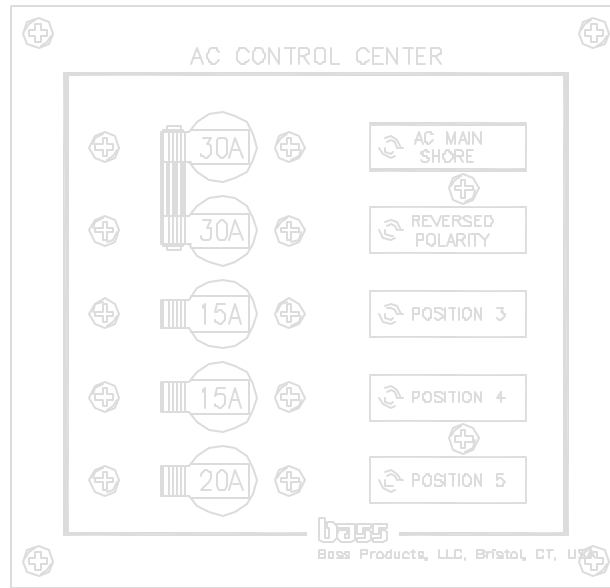 AC CONTROL CENTER
30A
AC MAIN
SHORE
30A
REVERSED
POLARITY
15A
POSITION 3
15A
POSITION 4
20A
POSITION 5
bass
Bass Products, LLC, Bristol, CT, USA